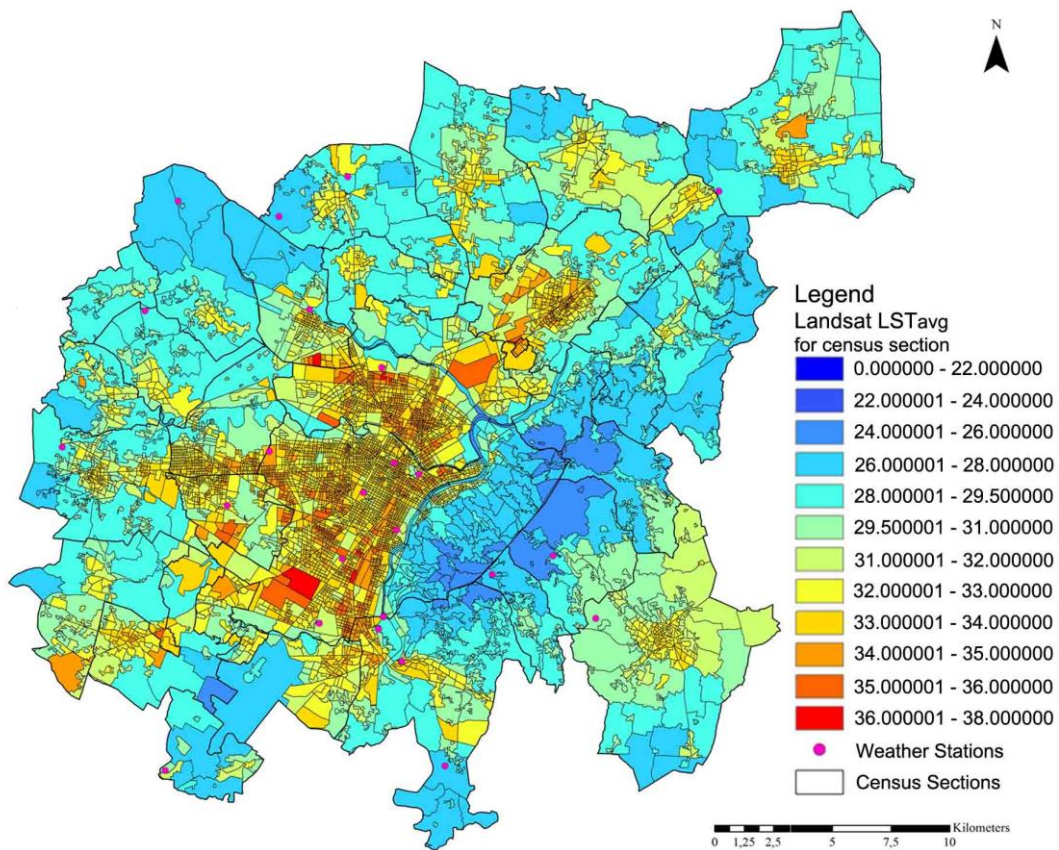 N
Legend
Landsat LSTavg
for census section
0.000000 - 22.000000
22.000001 - 24.000000
24.000001 - 26.000000
26.000001 - 28.000000
28.000001 - 29.500000
29.500001 - 31.000000
31.000001 - 32.000000
32.000001 - 33.000000
33.000001 - 34.000000
34.000001 - 35.000000
35.000001 - 36.000000
36.000001 - 38.000000
Weather Stations
Census Sections
Kilometers
0 1,25 2,5 5 7,5 10